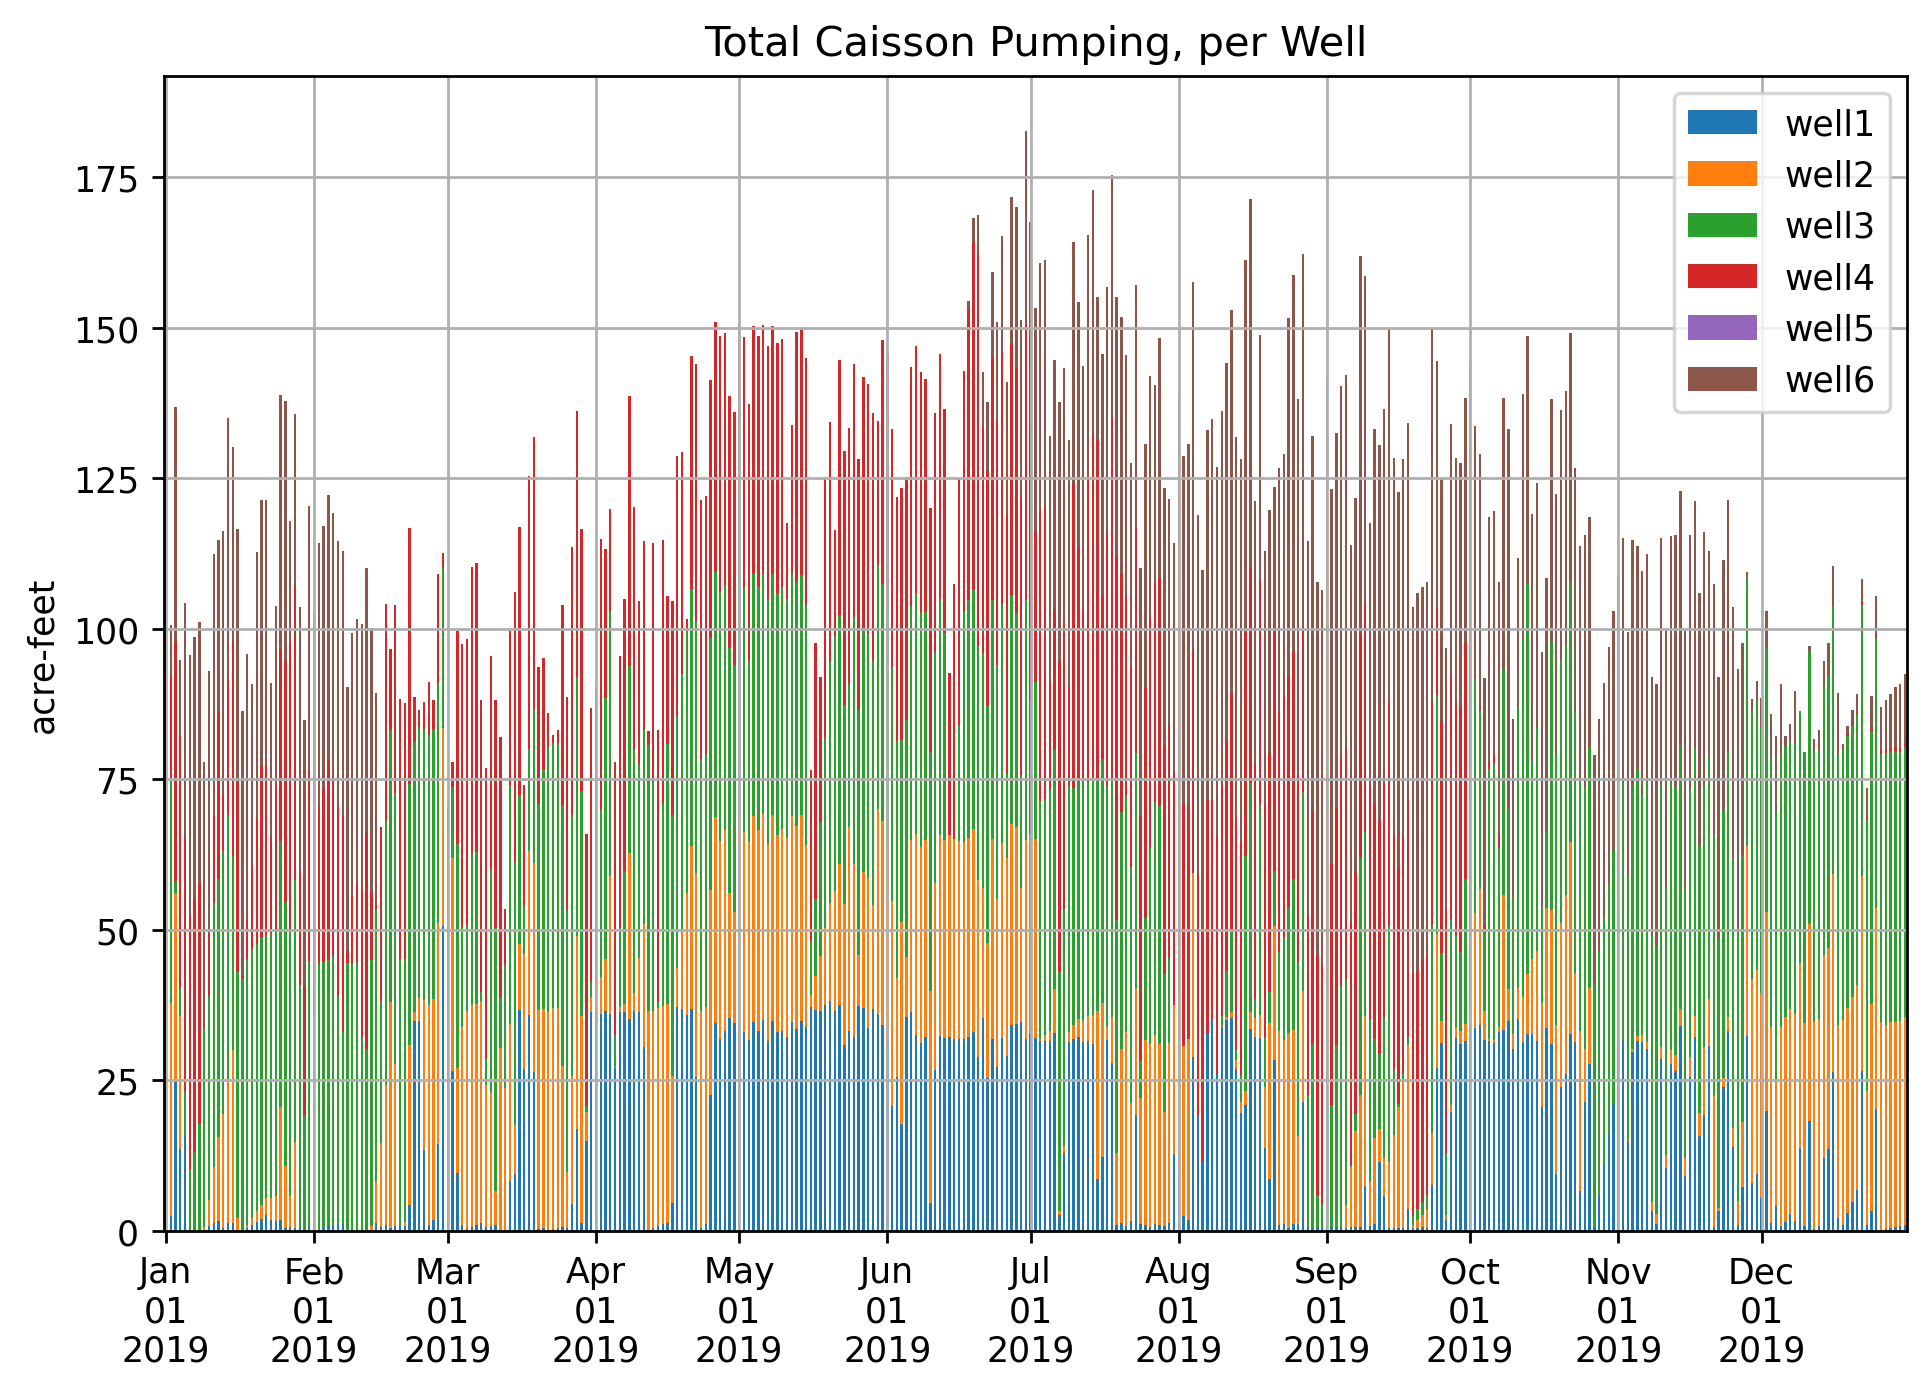 Total Caisson Pumping, per Well
acre-feet
175
150
125
100
75
50
25
0
well1
well2
well3
well4
well5
well6
Jan Feb Mar Apr May Jun Jul Aug Sep Oct Nov Dec
01 01 01 01 01 01 01 01 01 01 01 01
2019 2019 2019 2019 2019 2019 2019 2019 2019 2019 2019 2019